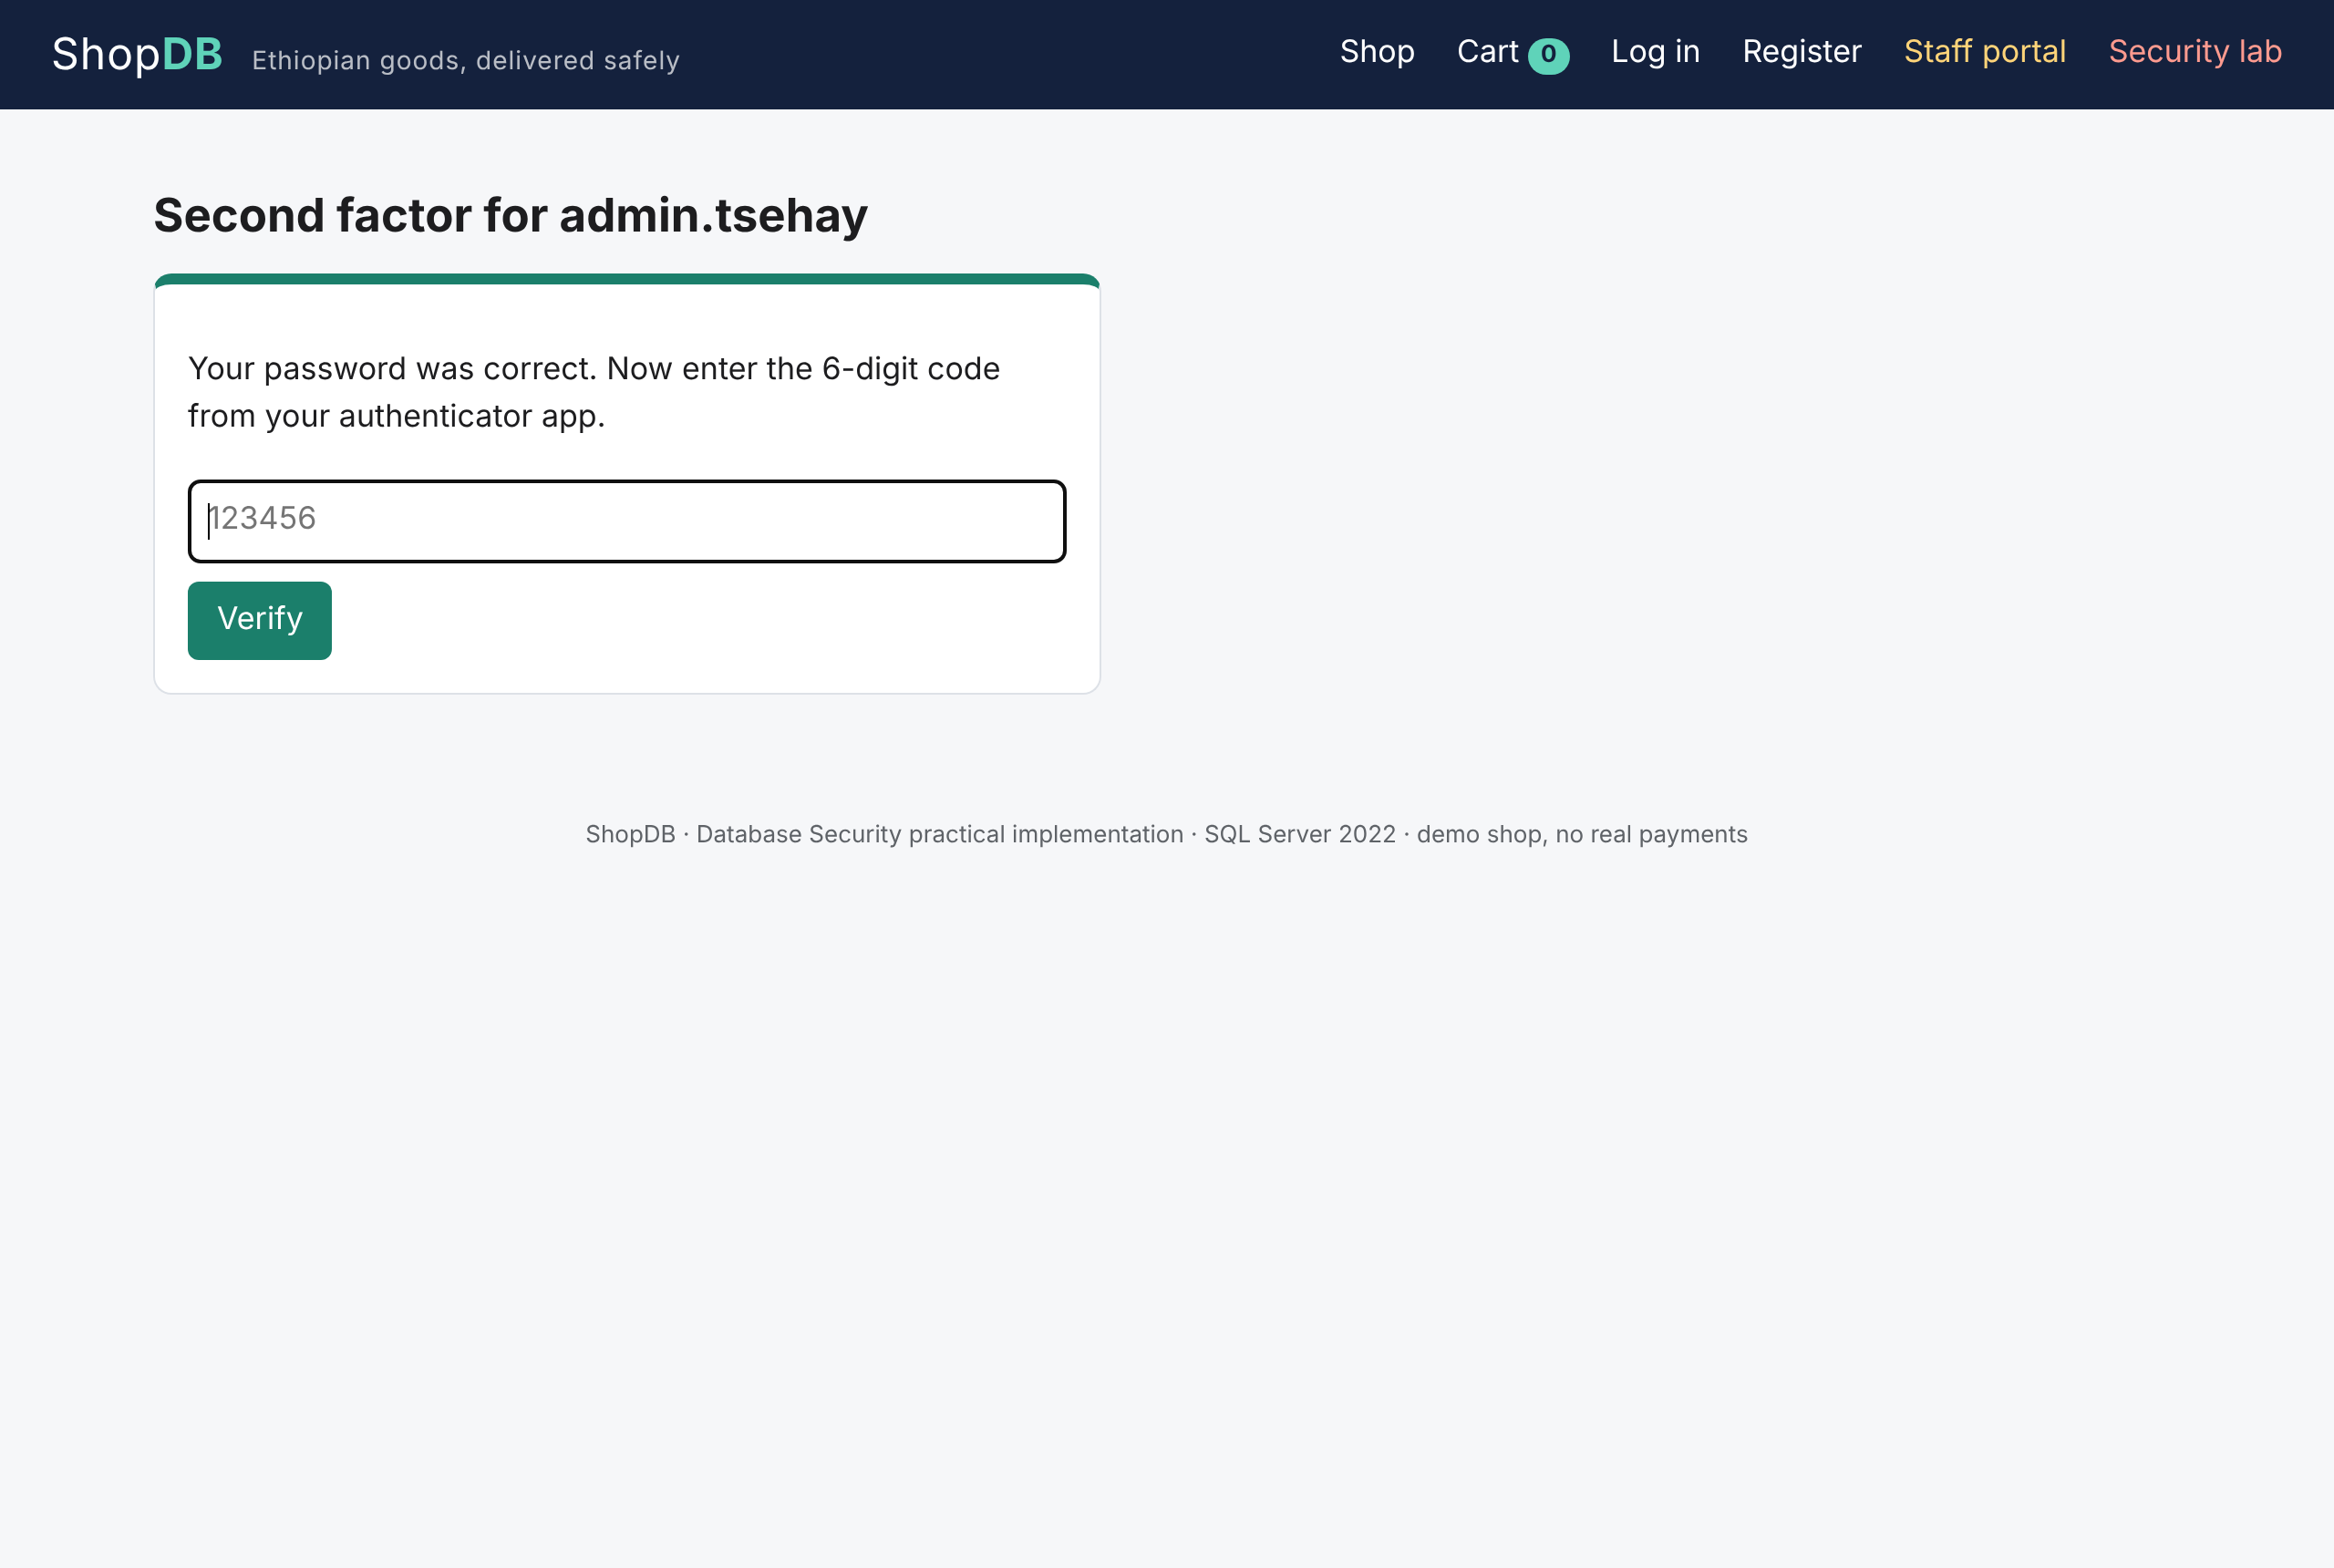 ShopDB Ethiopian goods, delivered safely Shop Cart 0 Log in Register Staff portal Security lab
Second factor for admin.tsehay
Your password was correct. Now enter the 6-digit code
from your authenticator app.
123456
Verify
ShopDB · Database Security practical implementation · SQL Server 2022 · demo shop, no real payments